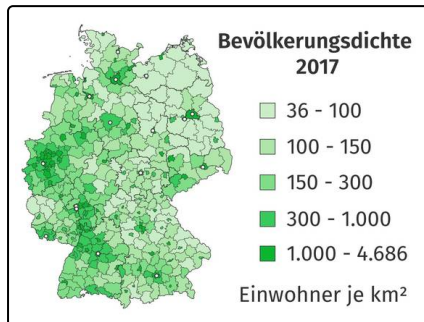 Bevölkerungsdichte
2017
36 - 100
100 - 150
150 - 300
300 - 1.000
1.000 - 4.686
Einwohner je km²